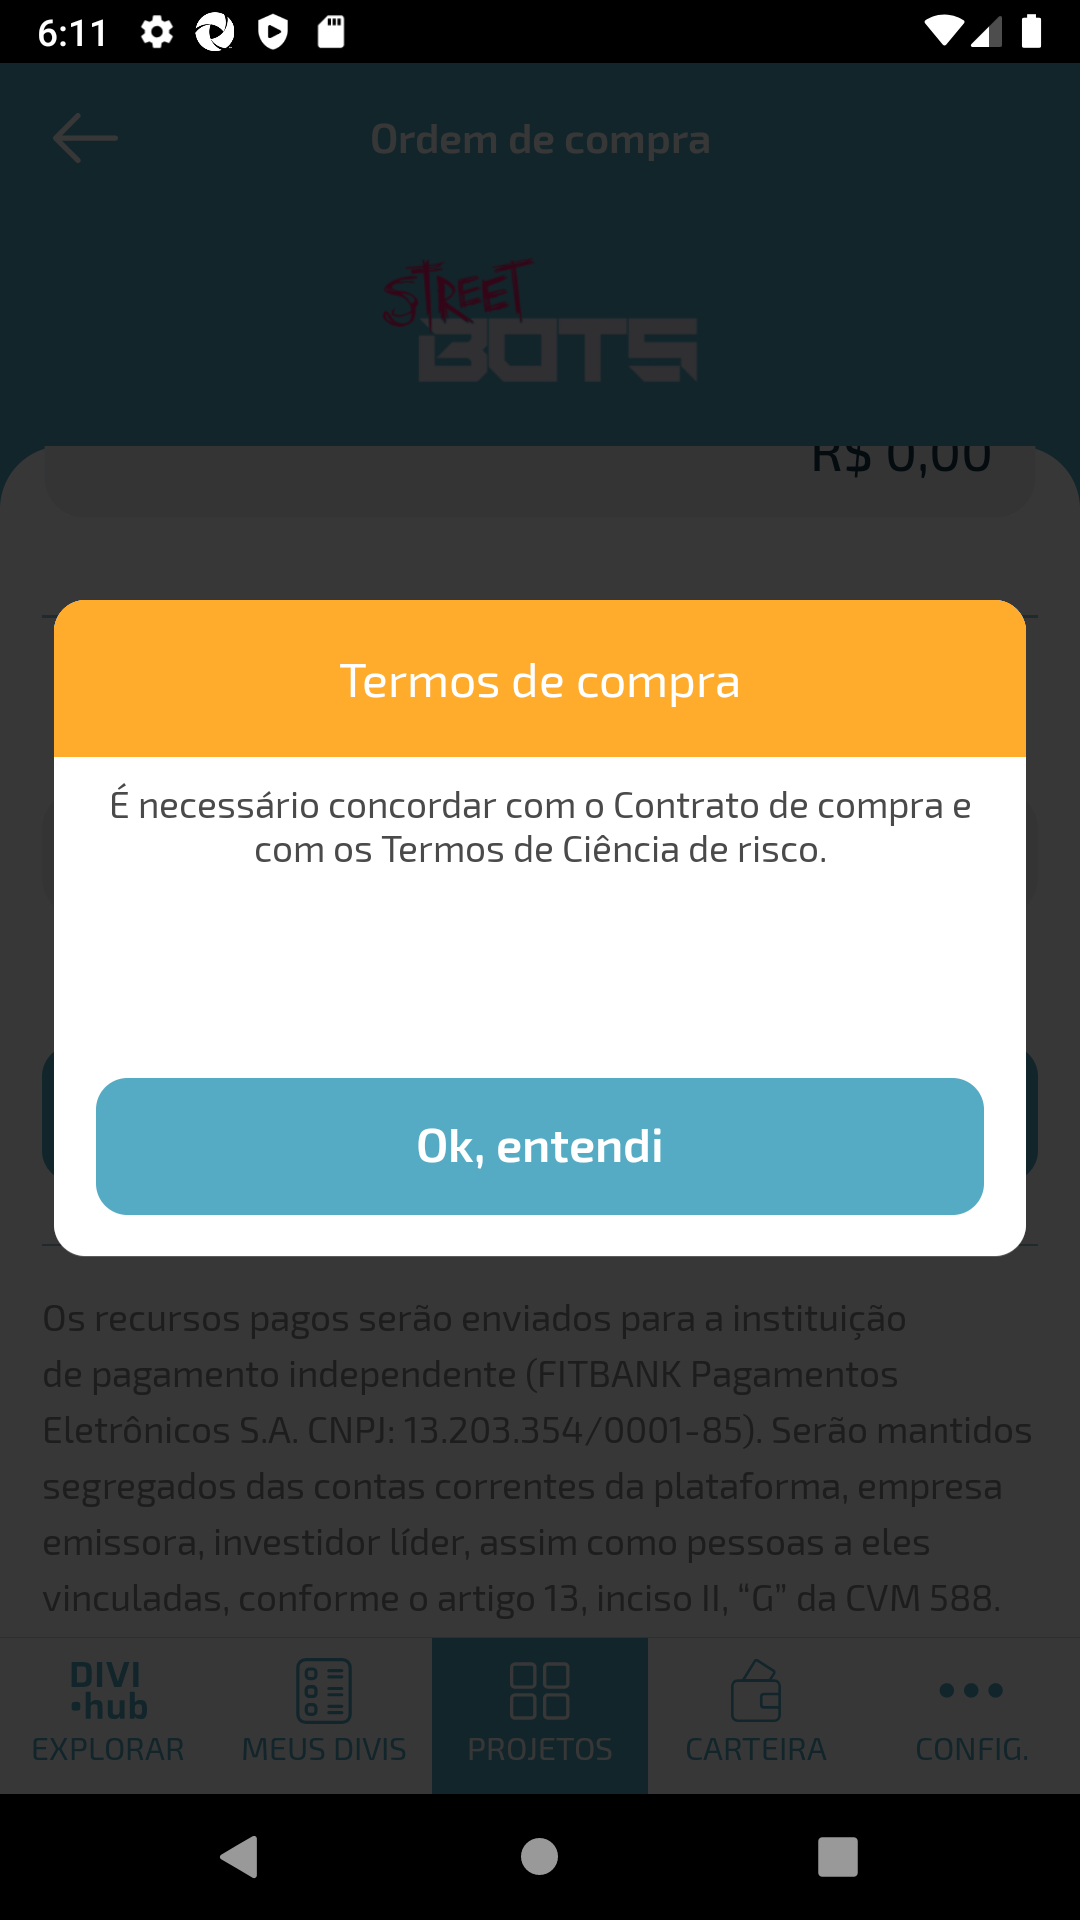 6:11
Ordem de compra
STREET
BOTS
R$ 0,00
Termos de compra
É necessário concordar com o Contrato de compra e
com os Termos de Ciência de risco.
Ok, entendi
Os recursos pagos serão enviados para a instituição
de pagamento independente (FITBANK Pagamentos
Eletrônicos S.A. CNPJ: 13.203.354/0001-85). Serão mantidos
segregados das contas correntes da plataforma, empresa
emissora, investidor líder, assim como pessoas a eles
vinculadas, conforme o artigo 13, inciso II, “G” da CVM 588.
DIVI
•hub
EXPLORAR
MEUS DIVIS
PROJETOS
CARTEIRA
CONFIG.